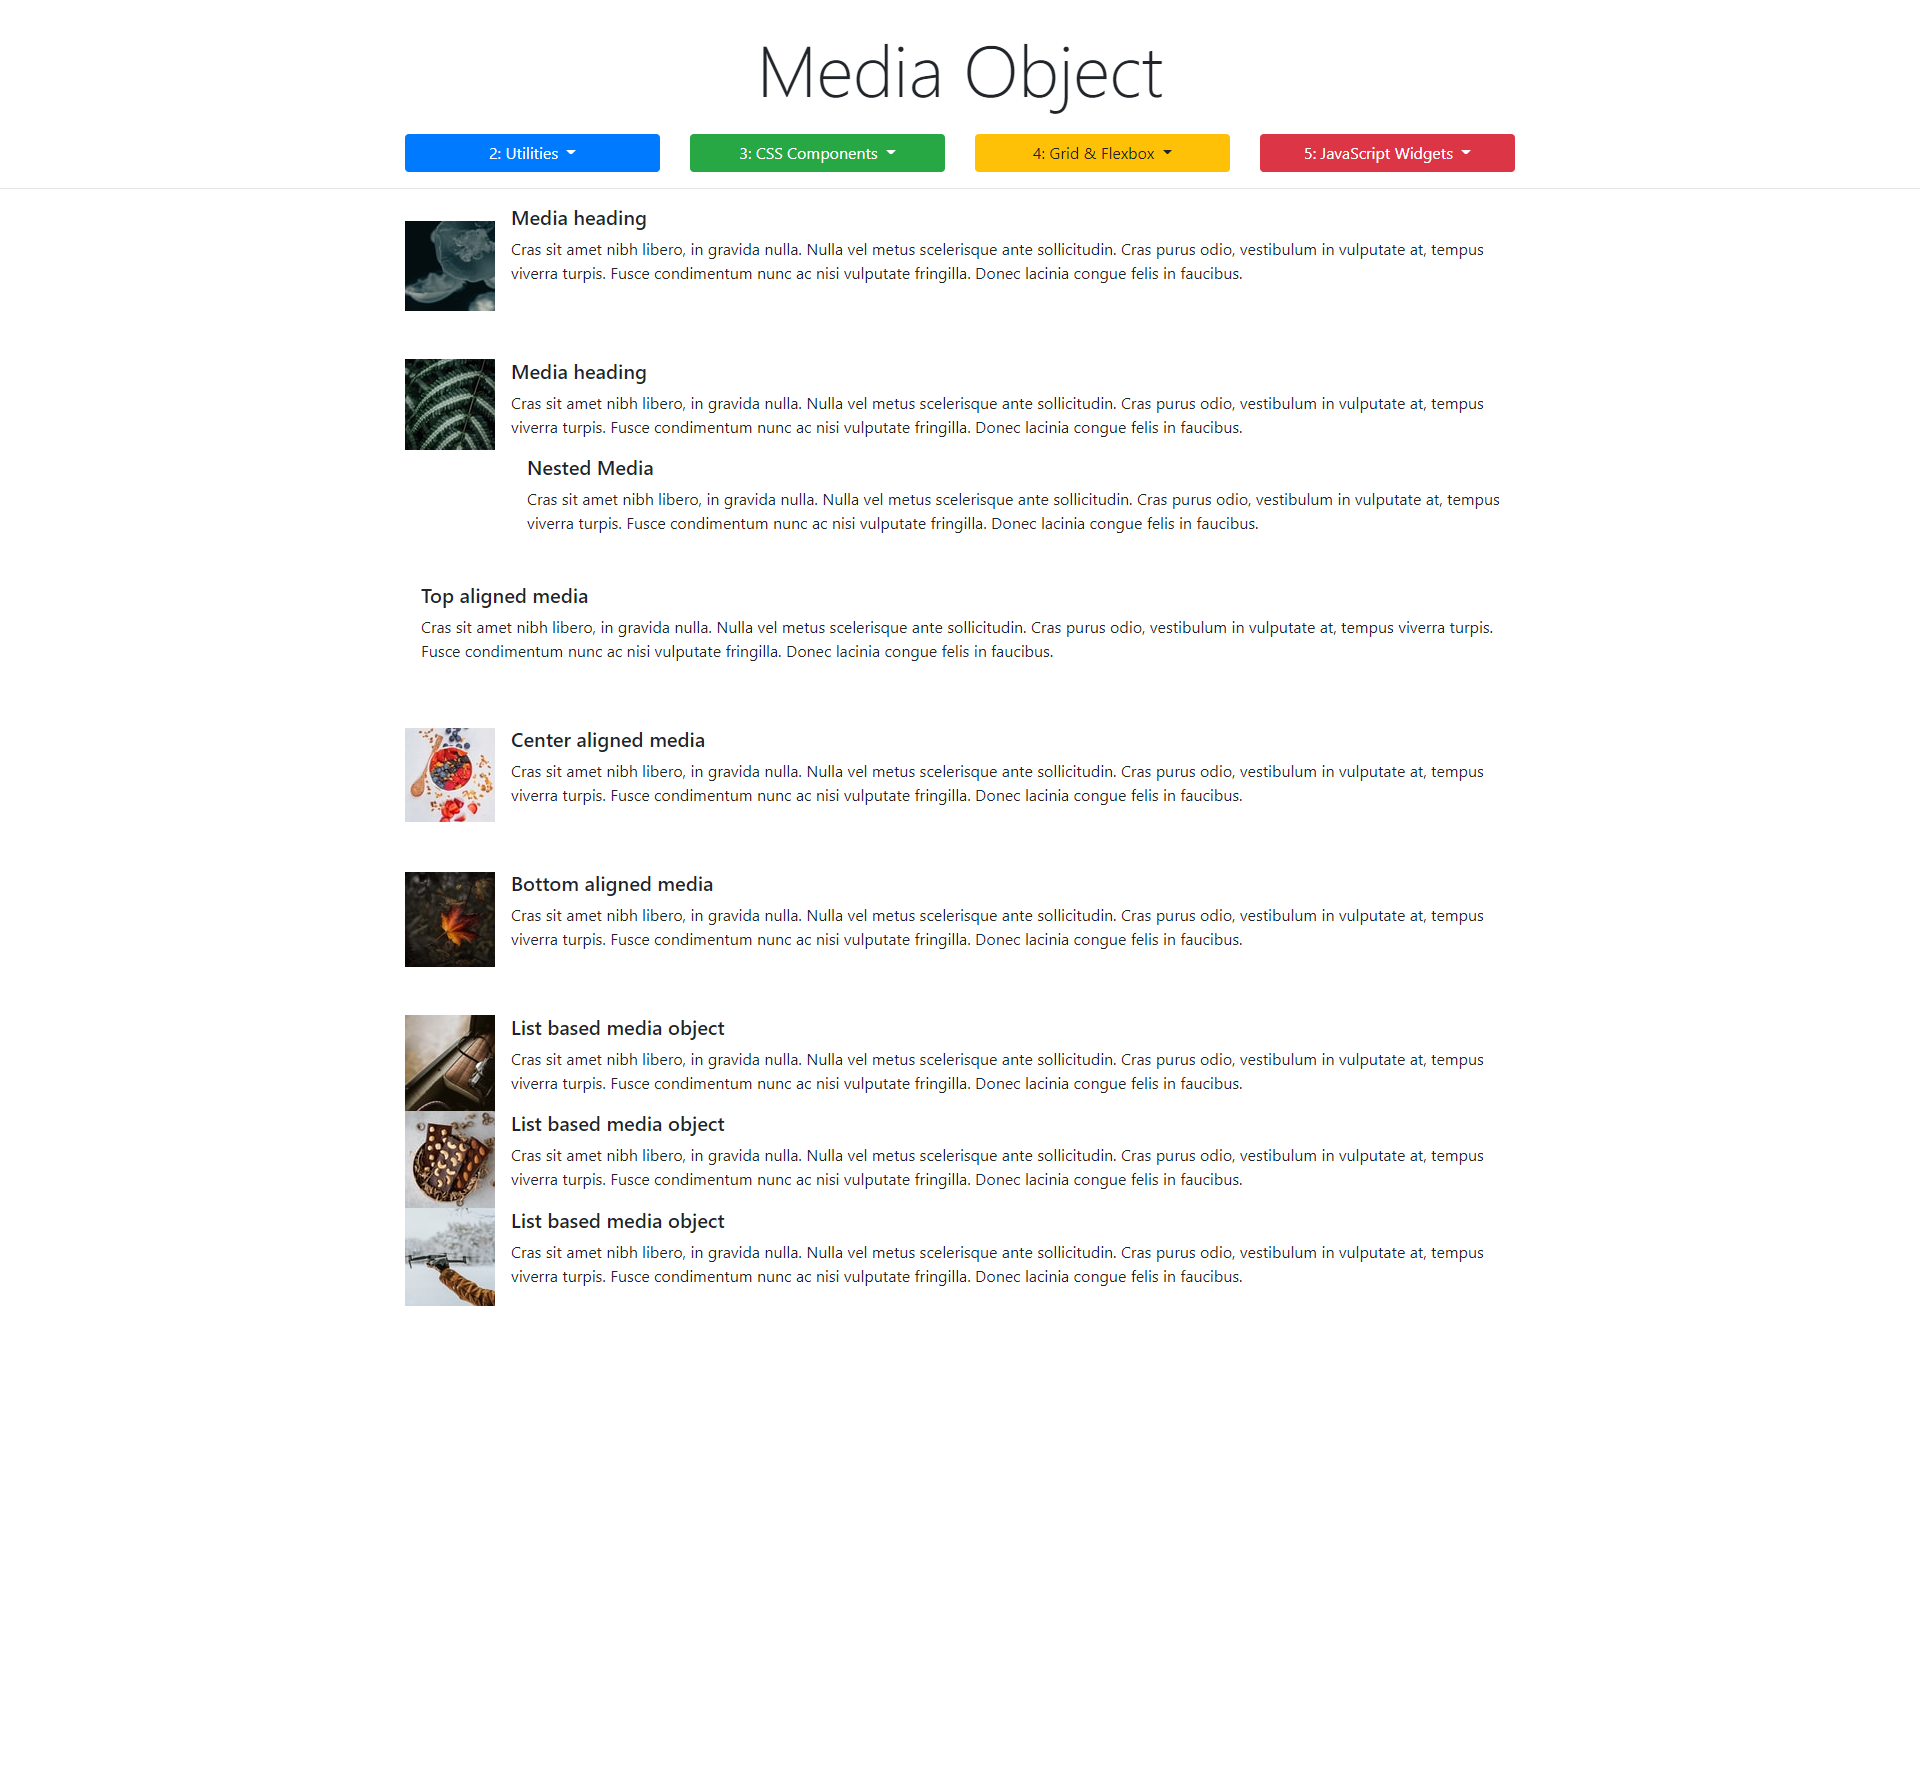 Media Object
2: Utilities
3: CSS Components
4: Grid & Flexbox
5: JavaScript Widgets
Media heading
Cras sit amet nibh libero, in gravida nulla. Nulla vel metus scelerisque ante sollicitudin. Cras purus odio, vestibulum in vulputate at, tempus
viverra turpis. Fusce condimentum nunc ac nisi vulputate fringilla. Donec lacinia congue felis in faucibus.
Media heading
Cras sit amet nibh libero, in gravida nulla. Nulla vel metus scelerisque ante sollicitudin. Cras purus odio, vestibulum in vulputate at, tempus
viverra turpis. Fusce condimentum nunc ac nisi vulputate fringilla. Donec lacinia congue felis in faucibus.
Nested Media
Cras sit amet nibh libero, in gravida nulla. Nulla vel metus scelerisque ante sollicitudin. Cras purus odio, vestibulum in vulputate at, tempus
viverra turpis. Fusce condimentum nunc ac nisi vulputate fringilla. Donec lacinia congue felis in faucibus.
Top aligned media
Cras sit amet nibh libero, in gravida nulla. Nulla vel metus scelerisque ante sollicitudin. Cras purus odio, vestibulum in vulputate at, tempus viverra turpis.
Fusce condimentum nunc ac nisi vulputate fringilla. Donec lacinia congue felis in faucibus.
Center aligned media
Cras sit amet nibh libero, in gravida nulla. Nulla vel metus scelerisque ante sollicitudin. Cras purus odio, vestibulum in vulputate at, tempus
viverra turpis. Fusce condimentum nunc ac nisi vulputate fringilla. Donec lacinia congue felis in faucibus.
Bottom aligned media
Cras sit amet nibh libero, in gravida nulla. Nulla vel metus scelerisque ante sollicitudin. Cras purus odio, vestibulum in vulputate at, tempus
viverra turpis. Fusce condimentum nunc ac nisi vulputate fringilla. Donec lacinia congue felis in faucibus.
List based media object
Cras sit amet nibh libero, in gravida nulla. Nulla vel metus scelerisque ante sollicitudin. Cras purus odio, vestibulum in vulputate at, tempus
viverra turpis. Fusce condimentum nunc ac nisi vulputate fringilla. Donec lacinia congue felis in faucibus.
List based media object
Cras sit amet nibh libero, in gravida nulla. Nulla vel metus scelerisque ante sollicitudin. Cras purus odio, vestibulum in vulputate at, tempus
viverra turpis. Fusce condimentum nunc ac nisi vulputate fringilla. Donec lacinia congue felis in faucibus.
List based media object
Cras sit amet nibh libero, in gravida nulla. Nulla vel metus scelerisque ante sollicitudin. Cras purus odio, vestibulum in vulputate at, tempus
viverra turpis. Fusce condimentum nunc ac nisi vulputate fringilla. Donec lacinia congue felis in faucibus.